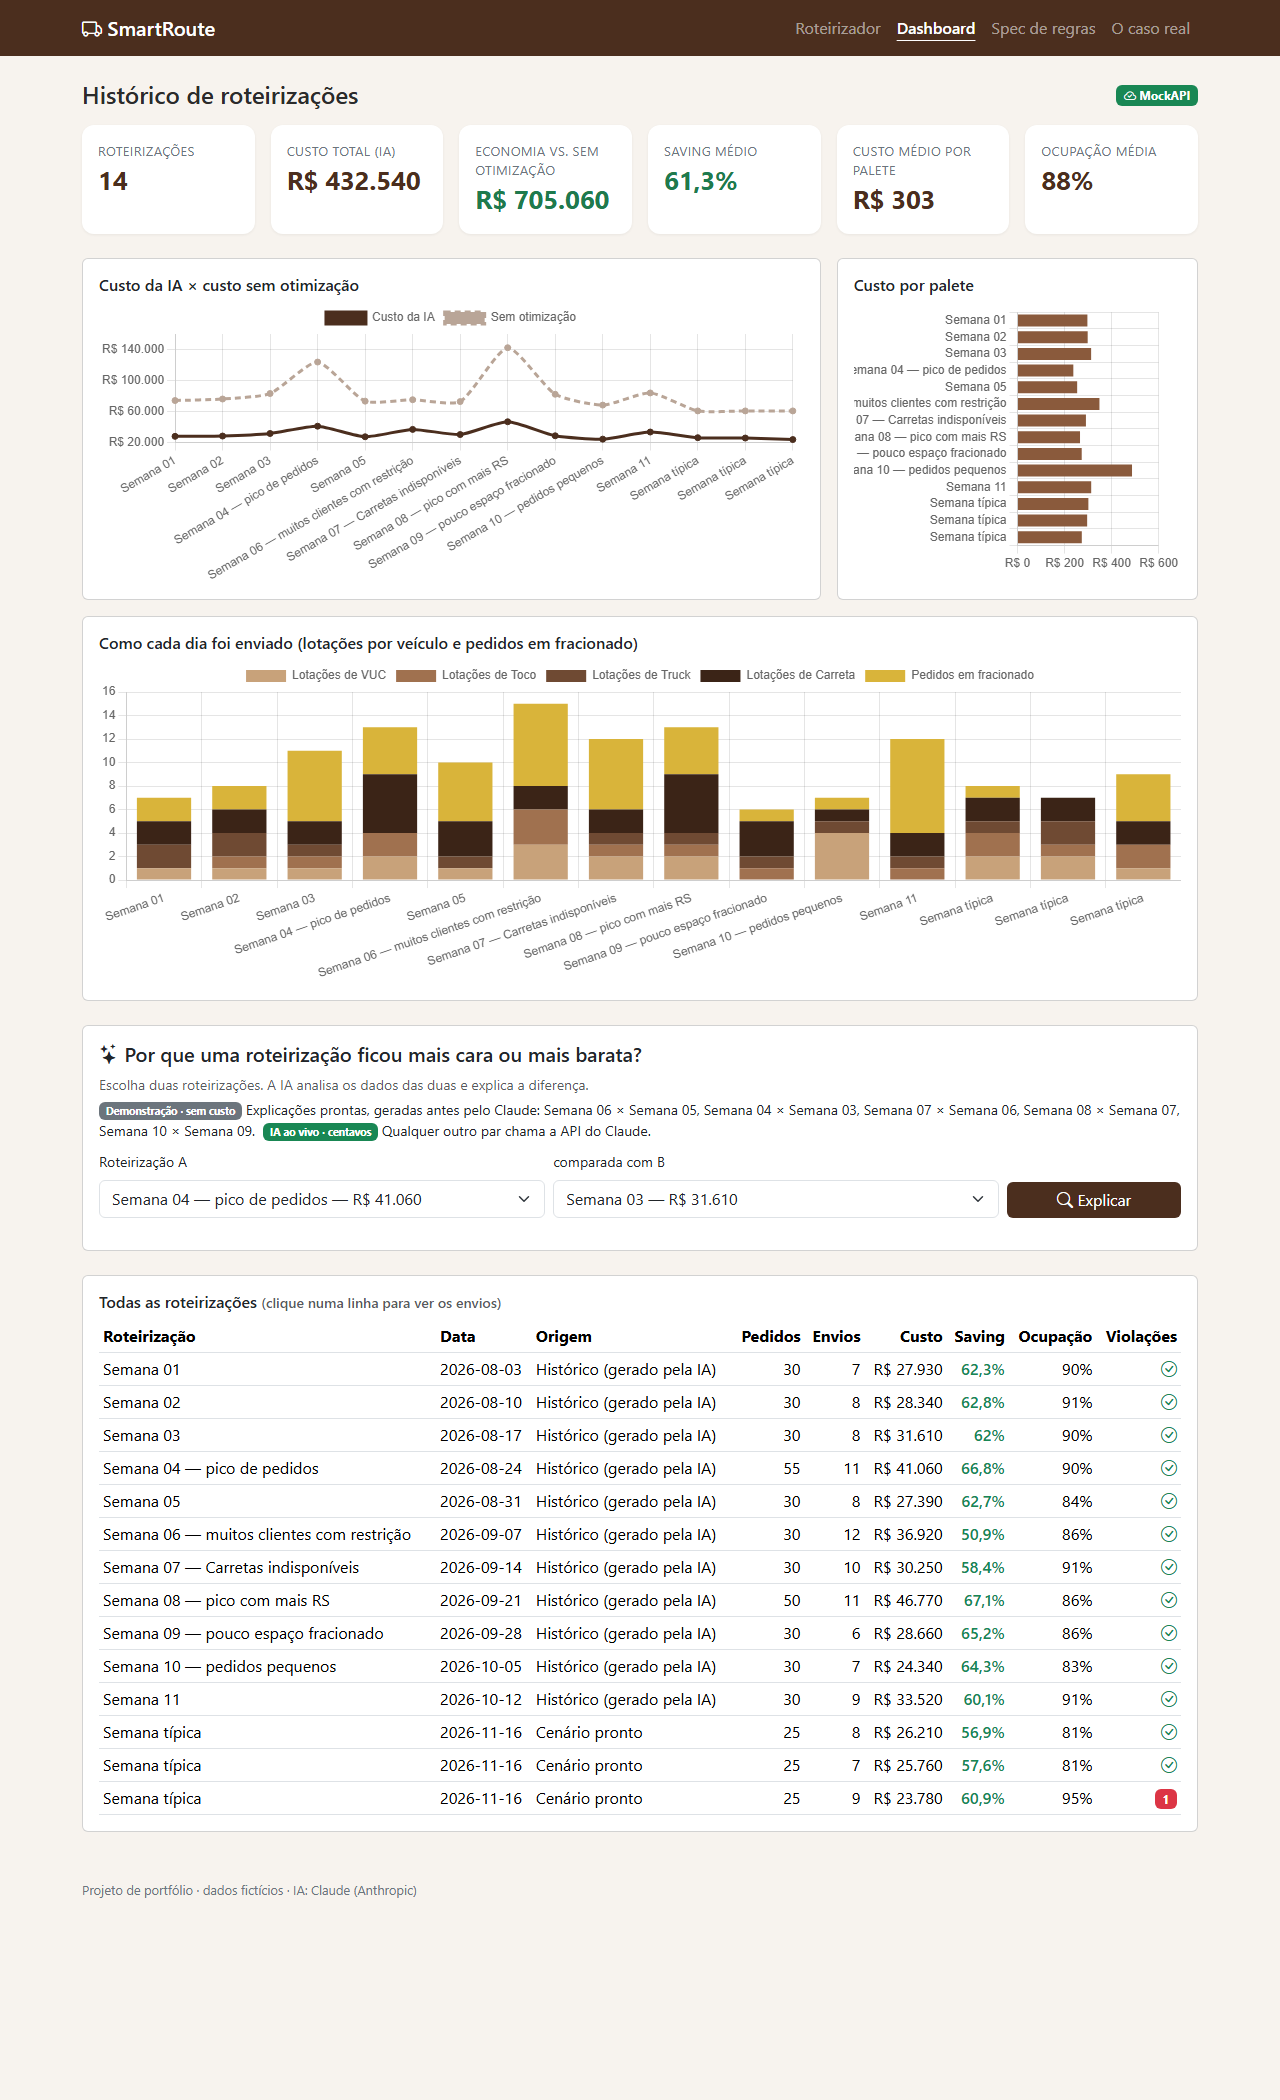 SmartRoute
Roteirizador Dashboard Spec de regras O caso real
Histórico de roteirizações
MockAPI
ROTEIRIZAÇÕES
14
CUSTO TOTAL (IA)
R$ 432.540
ECONOMIA VS. SEM
OTIMIZAÇÃO
R$ 705.060
SAVING MÉDIO
61,3%
CUSTO MÉDIO POR
PALETE
R$ 303
OCUPAÇÃO MÉDIA
88%
Custo da IA × custo sem otimização
Custo da IA Sem otimização
R$ 140.000
R$ 100.000
R$ 60.000
R$ 20.000
Semana 01
Semana 02
Semana 03
Semana 04 — pico de pedidos
Semana 05
Semana 06 — muitos clientes com restrição
Semana 07 — Carretas indisponíveis
Semana 08 — pico com mais RS
Semana 09 — pouco espaço fracionado
Semana 10 — pedidos pequenos
Semana 11
Semana típica
Semana típica
Semana típica
Custo por palete
Semana 01
Semana 02
Semana 03
emana 04 — pico de pedidos
Semana 05
muitos clientes com restrição
07 — Carretas indisponíveis
ana 08 — pico com mais RS
— pouco espaço fracionado
ana 10 — pedidos pequenos
Semana 11
Semana típica
Semana típica
Semana típica
R$ 0 R$ 200 R$ 400 R$ 600
Como cada dia foi enviado (lotações por veículo e pedidos em fracionado)
Lotações de VUC Lotações de Toco Lotações de Truck Lotações de Carreta Pedidos em fracionado
16
14
12
10
8
6
4
2
0
Semana 01
Semana 02
Semana 03
Semana 04 — pico de pedidos
Semana 05
Semana 06 — muitos clientes com restrição
Semana 07 — Carretas indisponíveis
Semana 08 — pico com mais RS
Semana 09 — pouco espaço fracionado
Semana 10 — pedidos pequenos
Semana 11
Semana típica
Semana típica
Semana típica
Por que uma roteirização ficou mais cara ou mais barata?
Escolha duas roteirizações. A IA analisa os dados das duas e explica a diferença.
Demonstração · sem custo Explicações prontas, geradas antes pelo Claude: Semana 06 × Semana 05, Semana 04 × Semana 03, Semana 07 × Semana 06, Semana 08 × Semana 07,
Semana 10 × Semana 09. IA ao vivo · centavos Qualquer outro par chama a API do Claude.
Roteirização A comparada com B
Semana 04 — pico de pedidos — R$ 41.060 Semana 03 — R$ 31.610 Explicar
Todas as roteirizações (clique numa linha para ver os envios)
Roteirização Data Origem Pedidos Envios Custo Saving Ocupação Violações
Semana 01 2026-08-03 Histórico (gerado pela IA) 30 7 R$ 27.930 62,3% 90%
Semana 02 2026-08-10 Histórico (gerado pela IA) 30 8 R$ 28.340 62,8% 91%
Semana 03 2026-08-17 Histórico (gerado pela IA) 30 8 R$ 31.610 62% 90%
Semana 04 — pico de pedidos 2026-08-24 Histórico (gerado pela IA) 55 11 R$ 41.060 66,8% 90%
Semana 05 2026-08-31 Histórico (gerado pela IA) 30 8 R$ 27.390 62,7% 84%
Semana 06 — muitos clientes com restrição 2026-09-07 Histórico (gerado pela IA) 30 12 R$ 36.920 50,9% 86%
Semana 07 — Carretas indisponíveis 2026-09-14 Histórico (gerado pela IA) 30 10 R$ 30.250 58,4% 91%
Semana 08 — pico com mais RS 2026-09-21 Histórico (gerado pela IA) 50 11 R$ 46.770 67,1% 86%
Semana 09 — pouco espaço fracionado 2026-09-28 Histórico (gerado pela IA) 30 6 R$ 28.660 65,2% 86%
Semana 10 — pedidos pequenos 2026-10-05 Histórico (gerado pela IA) 30 7 R$ 24.340 64,3% 83%
Semana 11 2026-10-12 Histórico (gerado pela IA) 30 9 R$ 33.520 60,1% 91%
Semana típica 2026-11-16 Cenário pronto 25 8 R$ 26.210 56,9% 81%
Semana típica 2026-11-16 Cenário pronto 25 7 R$ 25.760 57,6% 81%
Semana típica 2026-11-16 Cenário pronto 25 9 R$ 23.780 60,9% 95% 1
Projeto de portfólio · dados fictícios · IA: Claude (Anthropic)